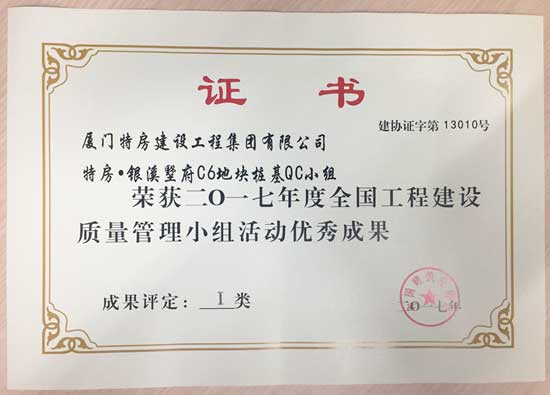 证书
建协证字第13010号
厦门特房建设工程集团有限公司
特房·银溪墅府C6地块桩基QC小组
荣获二〇一七年度全国工程建设
质量管理小组活动优秀成果
成果评定：I类
二〇一七年